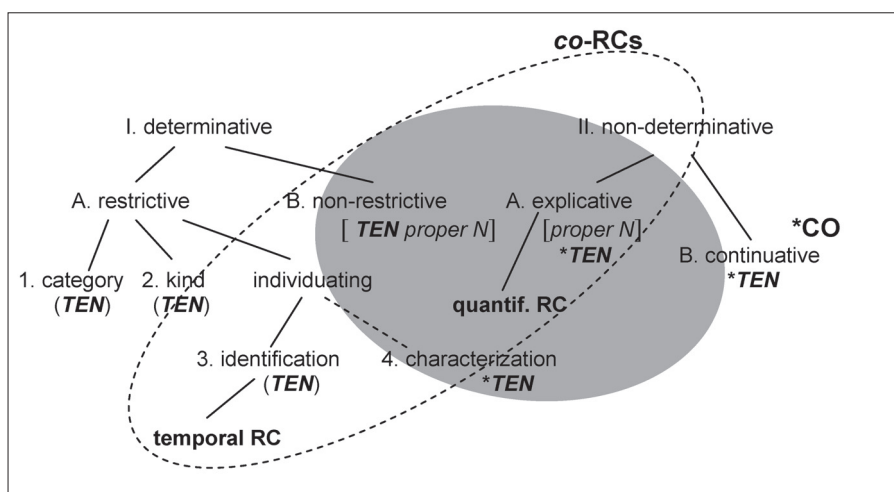 co-RCs
I. determinative
II. non-determinative
A. restrictive
B. non-restrictive
A. explicative
[ TEN proper N]
[proper N]
*TEN
*CO
B. continuative
*TEN
1. category
(TEN)
2. kind
(TEN)
individuating
quantif. RC
3. identification
(TEN)
4. characterization
*TEN
temporal RC